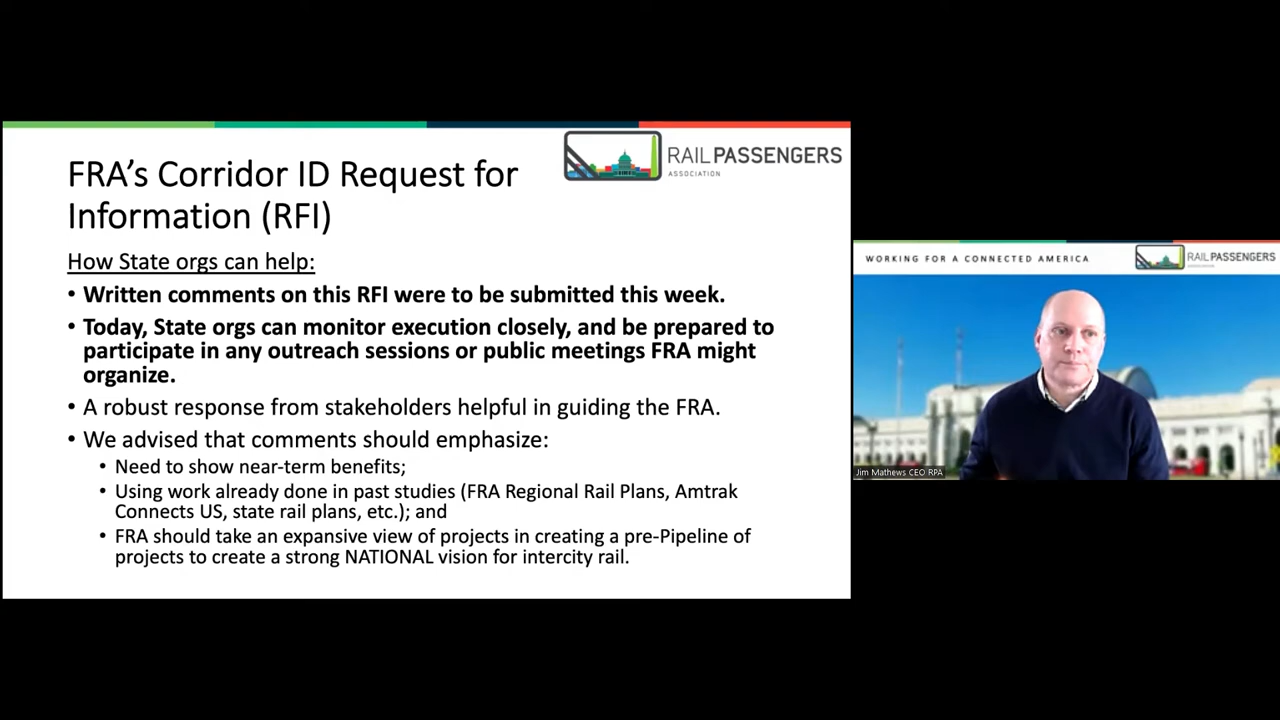 RAILPASSENGERS
ASSOCIATION
FRA's Corridor ID Request for
Information (RFI)
How State orgs can help:
• Written comments on this RFI were to be submitted this week.
• Today, State orgs can monitor execution closely, and be prepared to
participate in any outreach sessions or public meetings FRA might
organize.
• A robust response from stakeholders helpful in guiding the FRA.
• We advised that comments should emphasize:
• Need to show near-term benefits;
• Using work already done in past studies (FRA Regional Rail Plans, Amtrak
Connects US, state rail plans, etc.); and
• FRA should take an expansive view of projects in creating a pre-Pipeline of
projects to create a strong NATIONAL vision for intercity rail.
WORKING FOR A CONNECTED AMERICA
RAILPASSENGERS
Jim Mathews CEO RPA